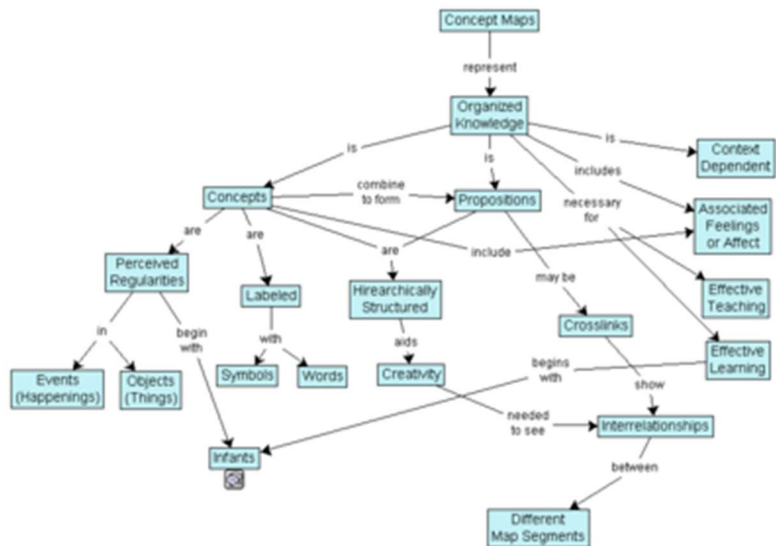 Concept Maps
represent
Organized
Knowledge
is
is
is
includes
necessary
for
Context
Dependent
Concepts
combine
to form
Propositions
Associated
Feelings
or Affect
are
are
are
include
Perceived
Regularities
Labeled
Hirearchically
Structured
may be
Effective
Teaching
in
begin
with
with
aids
Crosslinks
Effective
Learning
Events
(Happenings)
Objects
(Things)
Symbols
Words
Creativity
begins
with
show
needed
to see
Interrelationships
Infants
between
Different
Map Segments